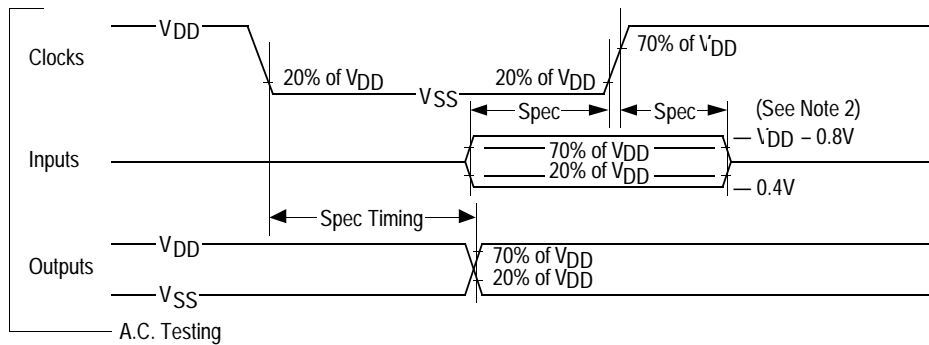 VDD
Clocks
70% of VDD
20% of VDD
20% of VDD
VSS
Spec
Spec
(See Note 2)
VDD – 0.8V
Inputs
70% of VDD
20% of VDD
0.4V
Spec Timing
VDD
Outputs
70% of VDD
20% of VDD
VSS
A.C. Testing